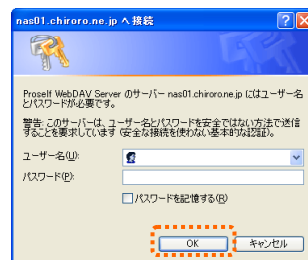 nas01.chiroro.ne.jp へ接続
Proself WebDAV Server のサーバー nas01.chiroro.ne.jp にはユーザー名
とパスワードが必要です。
警告: このサーバーは、ユーザー名とパスワードを安全ではない方法で送信
することを要求しています (安全な接続を使わない基本的な認証)。
ユーザー名(U):
パスワード(P):
パスワードを記憶する(R)
OK キャンセル